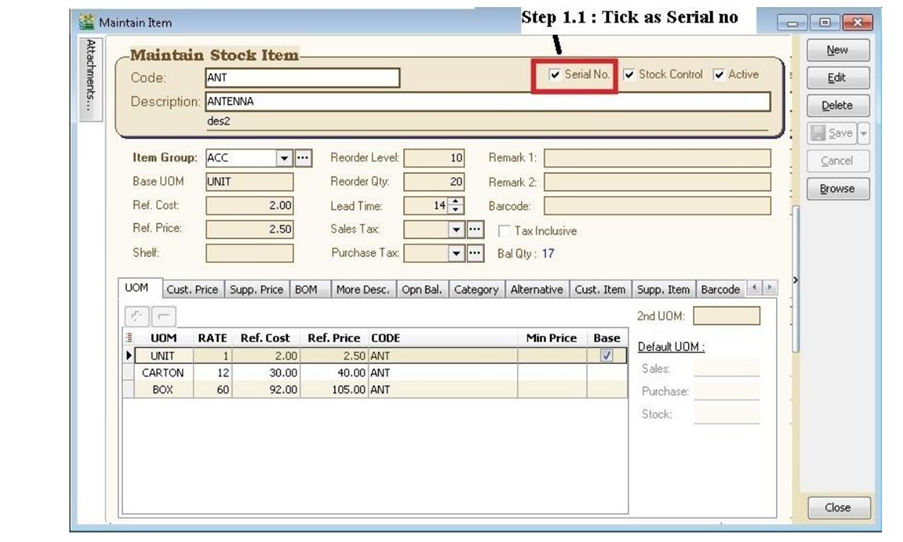 Step 1.1 : Tick as Serial no
Maintain Item
Attachments...
Maintain Stock Item
Code: ANT Serial No. Stock Control Active
Description: ANTENNA
des2
Item Group: ACC Reorder Level: 10 Remark 1:
Base UOM UNIT Reorder Qty: 20 Remark 2:
Ref. Cost: 2.00 Lead Time: 14 Barcode:
Ref. Price: 2.50 Sales Tax: Tax Inclusive
Shelf: Purchase Tax: Bal Qty : 17
UOM Cust. Price Supp. Price BOM More Desc. Opn Bal. Category Alternative Cust. Item Supp. Item Barcode
2nd UOM:
UOM RATE Ref. Cost Ref. Price CODE Min Price Base
UNIT 1 2.00 2.50 ANT
CARTON 12 30.00 40.00 ANT
BOX 60 92.00 105.00 ANT
Default UOM :
Sales:
Purchase:
Stock:
New
Edit
Delete
Save
Cancel
Browse
Close